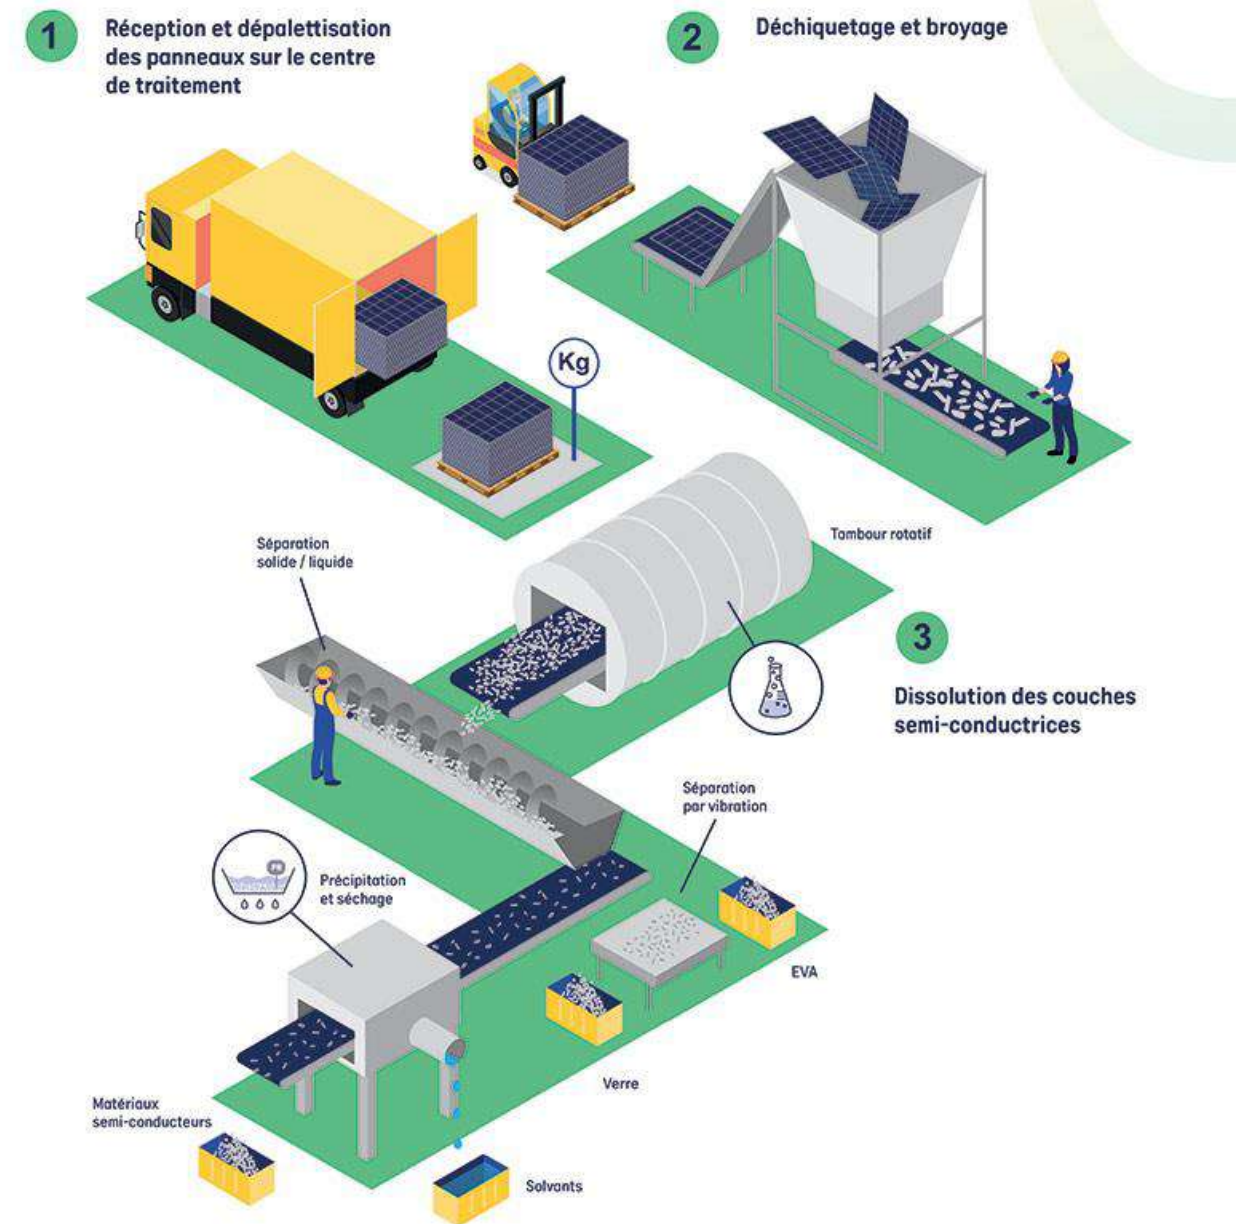 1
Réception et dépalettisation
des panneaux sur le centre
de traitement
2
Déchiquetage et broyage
Kg
Tambour rotatif
Séparation
solide / liquide
3
Dissolution des couches
semi-conductrices
Séparation
par vibration
PH
Précipitation
et séchage
EVA
Verre
Matériaux
semi-conducteurs
Solvants